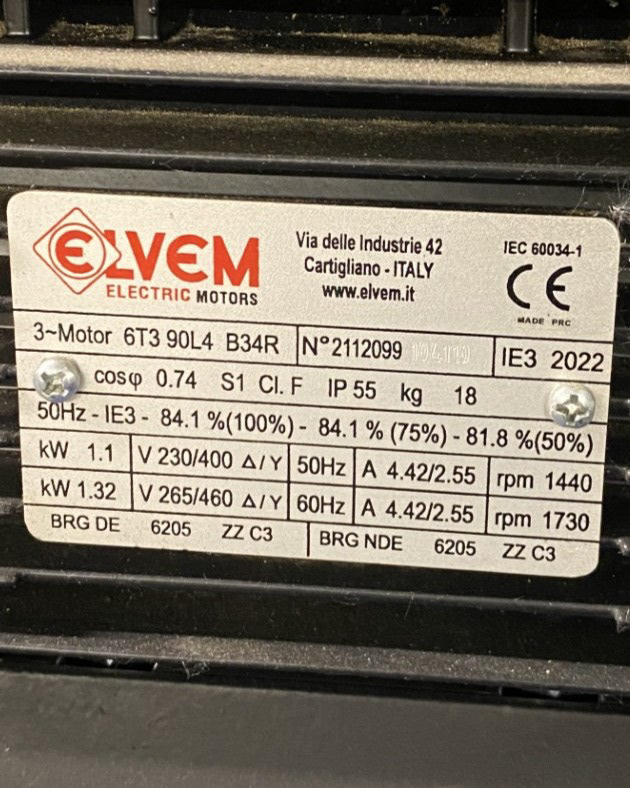 ELVEM
ELECTRIC MOTORS
Via delle Industrie 42
Cartigliano - ITALY
www.elvem.it
IEC 60034-1
CE
MADE PRC
3~Motor 6T3 90L4 B34R N°2112099 IE3 2022
cosφ 0.74 S1 Cl. F IP 55 kg 18
50Hz - IE3 - 84.1 %(100%) - 84.1 % (75%) - 81.8 %(50%)
kW 1.1 V 230/400 Δ/Y 50Hz A 4.42/2.55 rpm 1440
kW 1.32 V 265/460 Δ/Y 60Hz A 4.42/2.55 rpm 1730
BRG DE 6205 ZZ C3 BRG NDE 6205 ZZ C3